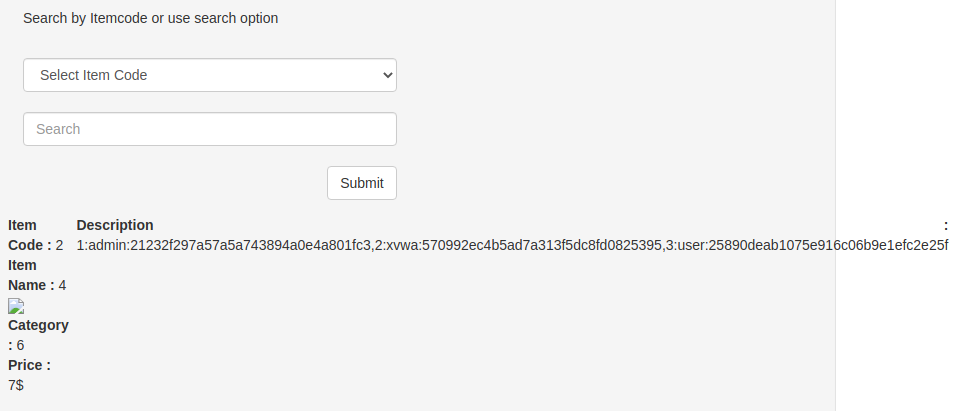 Search by Itemcode or use search option
Select Item Code
Search
Submit
Item Code : 2
Description :
1:admin:21232f297a57a5a743894a0e4a801fc3,2:xvwa:570992ec4b5ad7a313f5dc8fd0825395,3:user:25890deab1075e916c06b9e1efc2e25f
Item
Name : 4
Category
: 6
Price :
7$